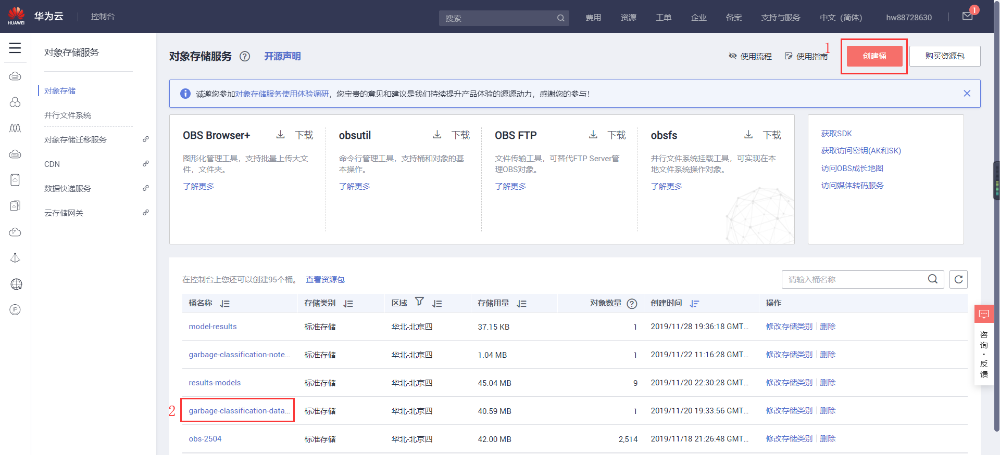 HUAWEI 华为云 控制台 搜索 费用 资源 工单 企业 备案 支持与服务 中文（简体） hw88728630 1
对象存储服务
对象存储
并行文件系统
对象存储迁移服务
CDN
数据快递服务
云存储网关
IP
对象存储服务 ? 开源声明 使用流程 使用指南 1 创建桶 购买资源包
诚邀您参加对象存储服务使用体验调研，您宝贵的意见和建议是我们持续提升产品体验的源源动力，感谢您的参与！
OBS Browser+ 下载
图形化管理工具，支持批量上传大文
件，文件夹。
了解更多
obsutil 下载
命令行管理工具，支持桶和对象的基
本操作。
了解更多
OBS FTP 下载
文件传输工具，可替代FTP Server管
理OBS对象。
了解更多
obsfs 下载
并行文件系统挂载工具，可实现在本
地文件系统操作对象。
了解更多
获取SDK
获取访问密钥(AK和SK)
访问OBS成长地图
访问媒体转码服务
在控制台上您还可以创建95个桶。 查看资源包 请输入桶名称
桶名称 存储类别 区域 存储用量 对象数量 ? 创建时间 操作
model-results 标准存储 华北-北京四 37.15 KB 1 2019/11/28 19:36:18 GMT... 修改存储类别 删除
garbage-classification-note... 标准存储 华北-北京四 1.04 MB 1 2019/11/22 11:16:28 GMT... 修改存储类别 删除
results-models 标准存储 华北-北京四 45.04 MB 9 2019/11/20 22:30:28 GMT... 修改存储类别 删除
2 garbage-classification-data... 标准存储 华北-北京四 40.59 MB 1 2019/11/20 19:33:56 GMT... 修改存储类别 删除
obs-2504 标准存储 华北-北京四 42.00 MB 2,514 2019/11/18 21:26:48 GMT... 修改存储类别 删除
咨
询
·
反
馈